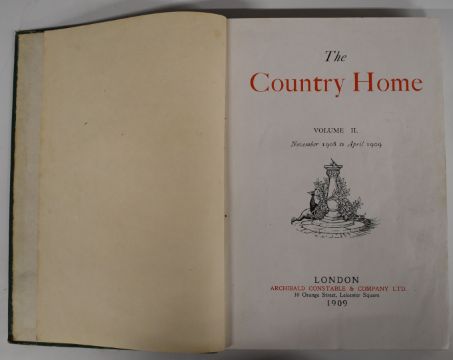 The
Country Home
VOLUME II.
November 1908 to April 1909
LONDON
ARCHIBALD CONSTABLE & COMPANY LTD.
10 Orange Street, Leicester Square
1909